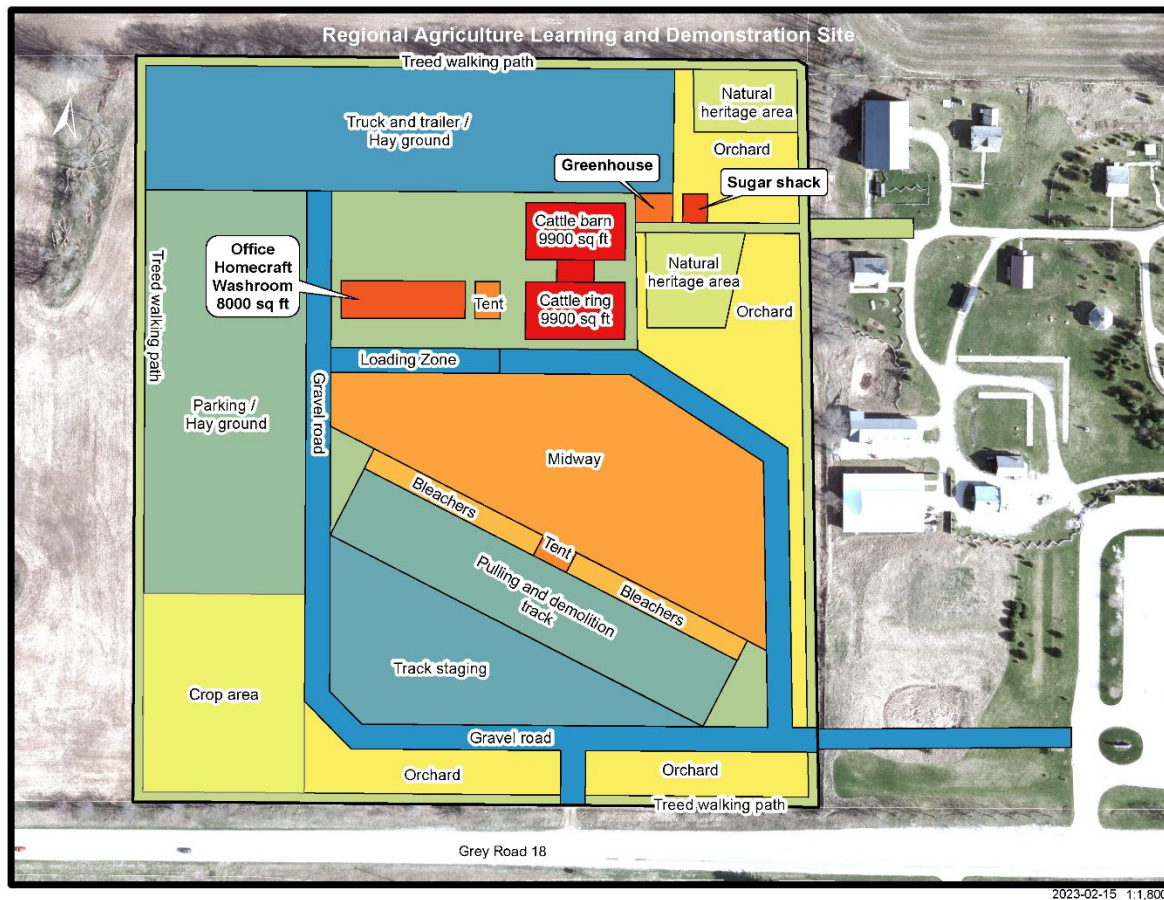 Regional Agriculture Learning and Demonstration Site
Treed walking path
N
Truck and trailer /
Hay ground
Natural
heritage area
Orchard
Greenhouse
Sugar shack
Cattle barn
9900 sq ft
Office
Homecraft
Washroom
8000 sq ft
Tent
Cattle ring
9900 sq ft
Natural
heritage area
Orchard
Treed walking path
Loading Zone
Gravel road
Parking /
Hay ground
Midway
Bleachers
Tent
Bleachers
Pulling and demolition
track
Track staging
Crop area
Gravel road
Orchard
Orchard
Treed walking path
Grey Road 18
2023-02-15 1:1,800